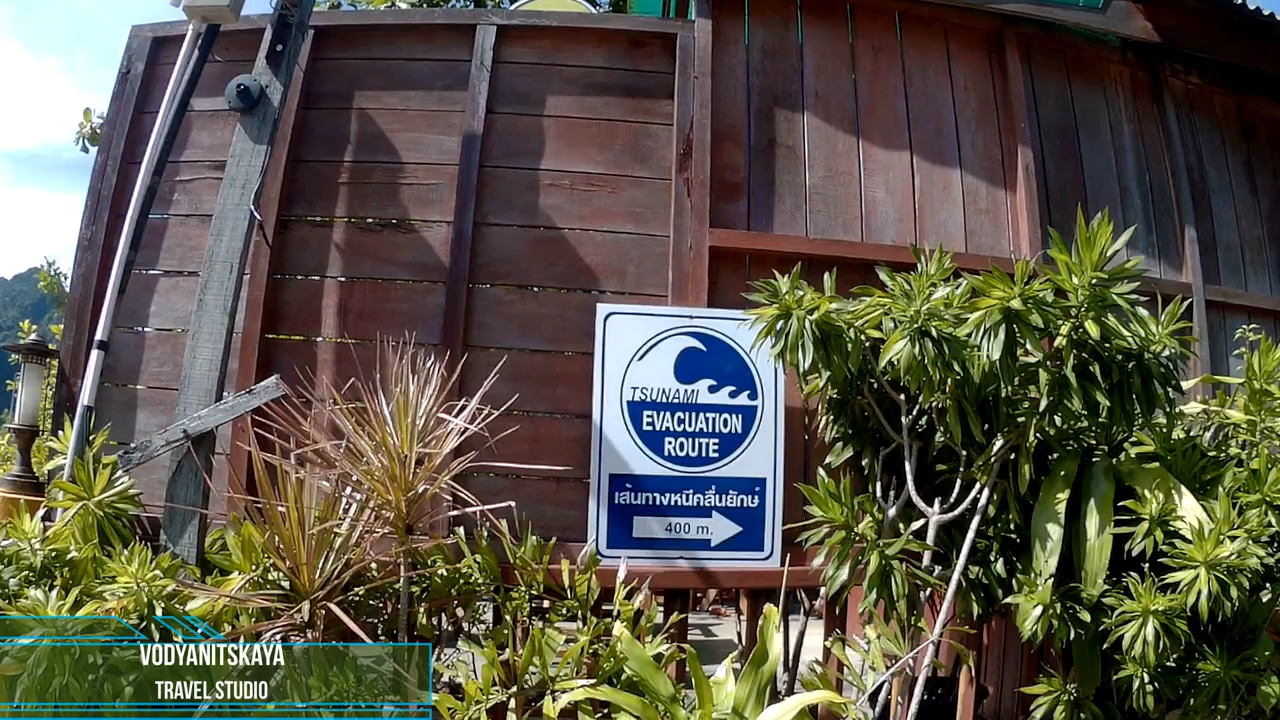 TSUNAMI
EVACUATION
ROUTE
เส้นทางหนีคลื่นยักษ์
400 m.
VODYANITSKAYA
TRAVEL STUDIO